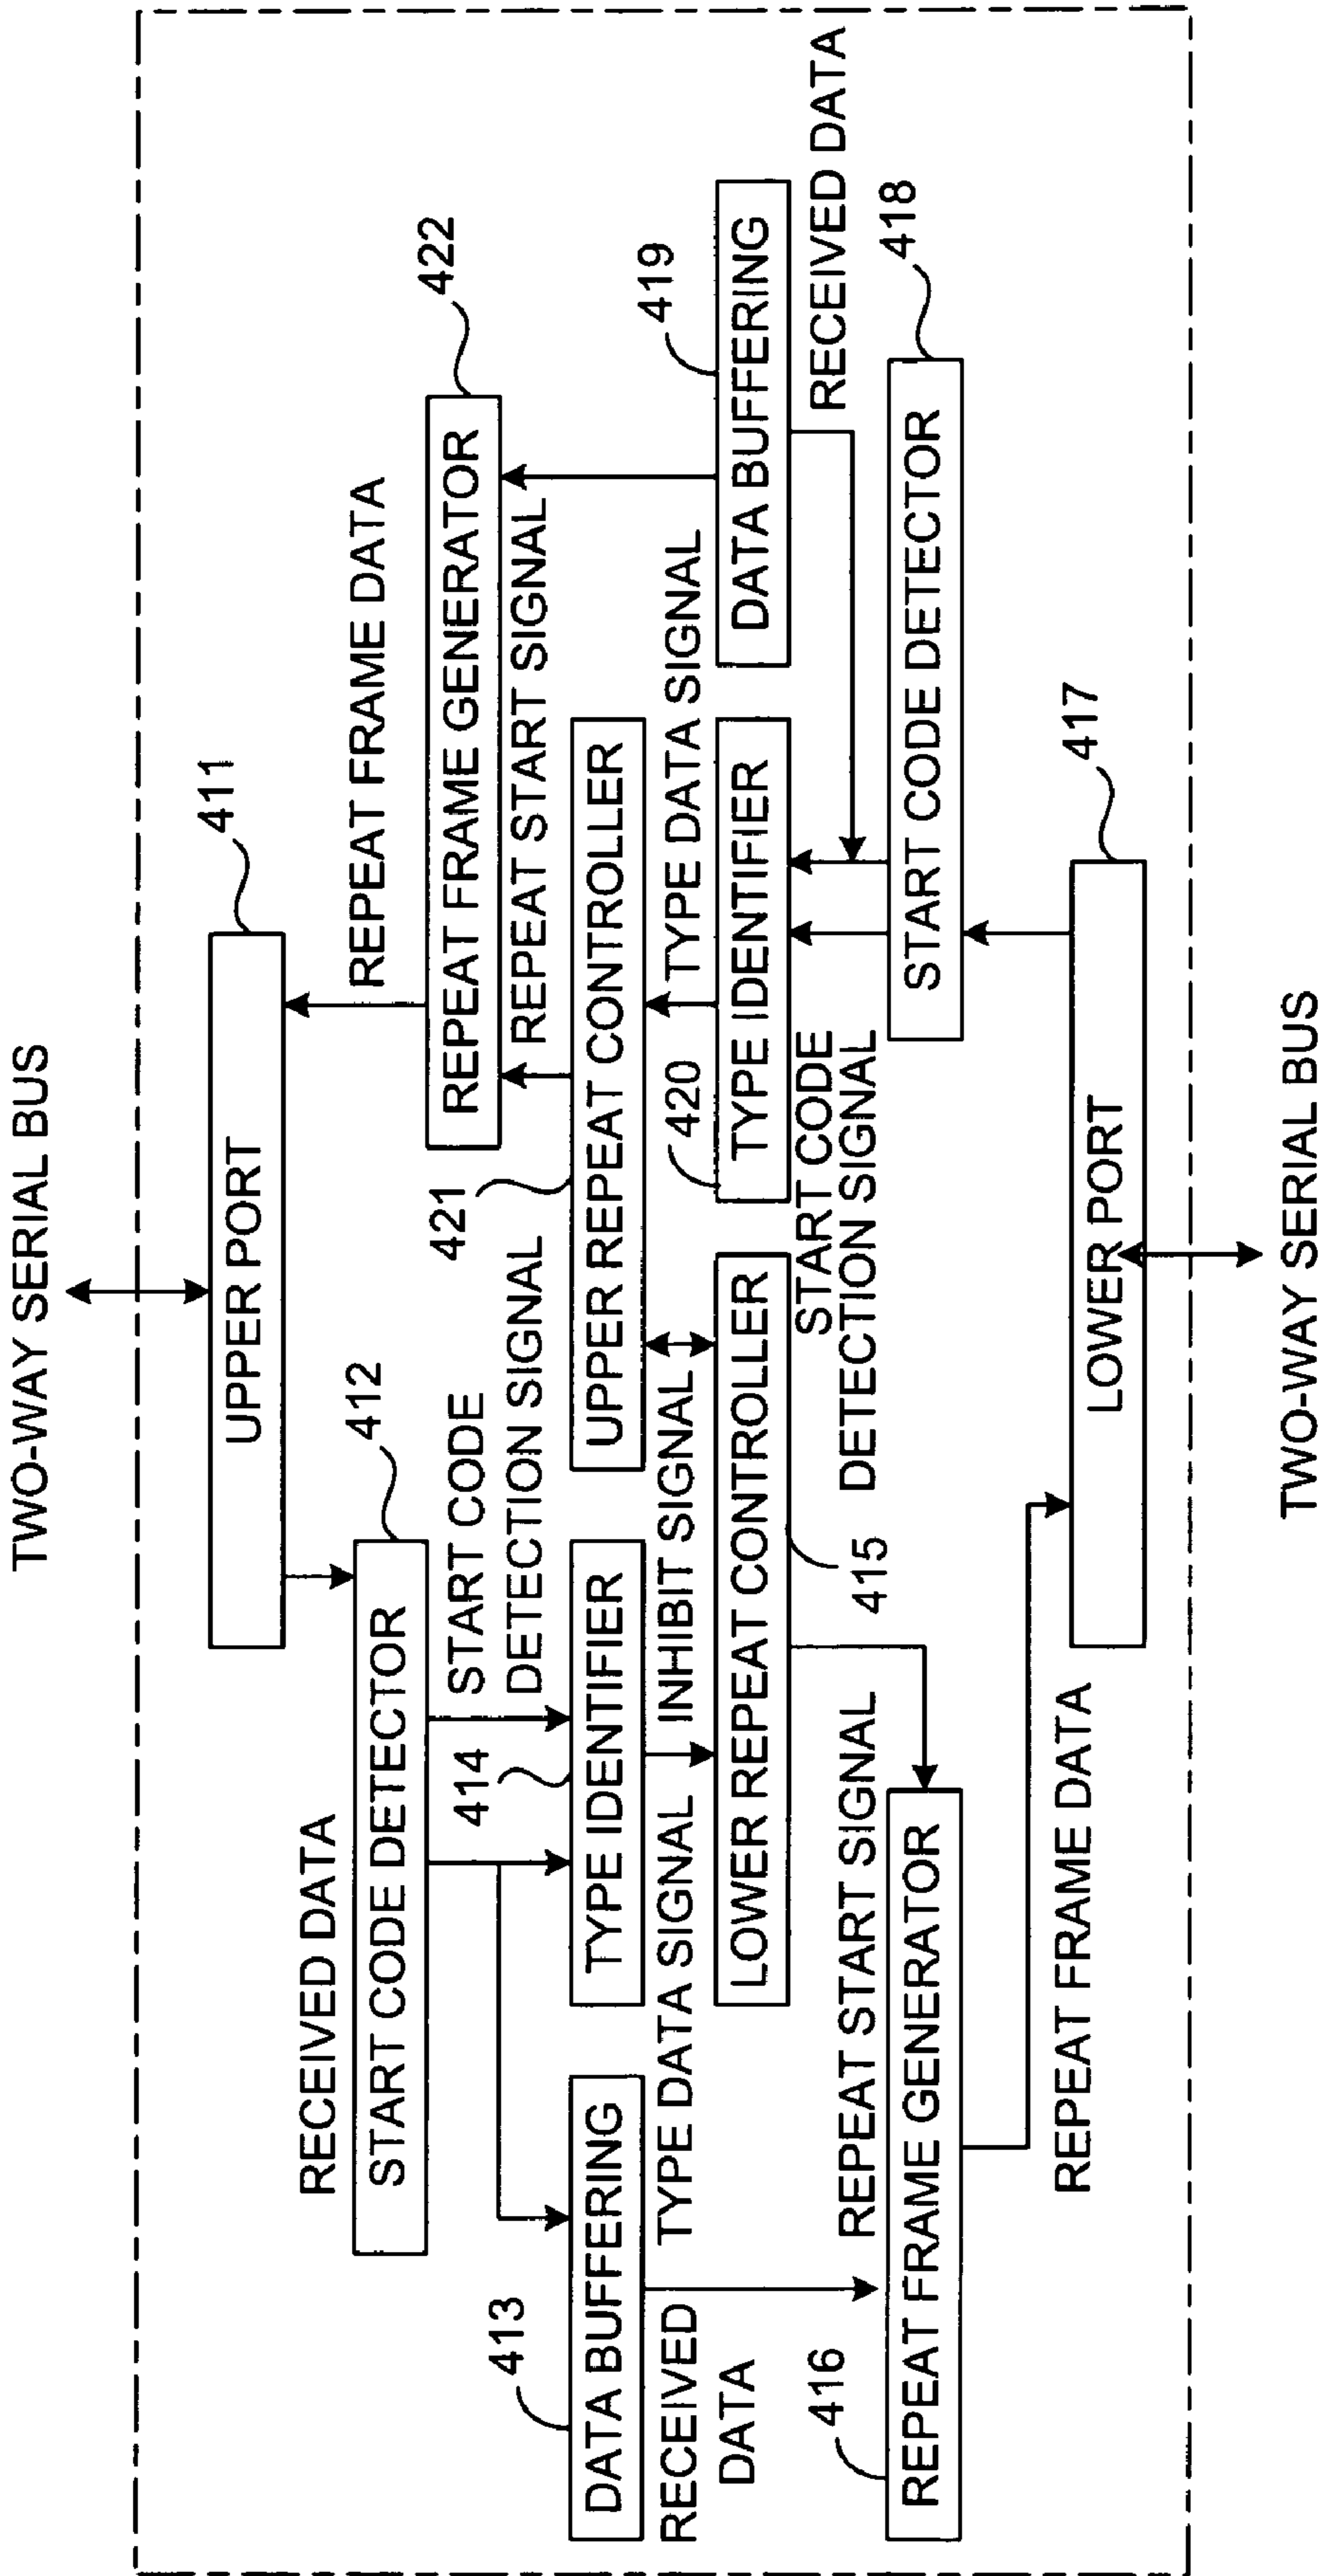 TWO-WAY SERIAL BUS
UPPER PORT
411
RECEIVED DATA
START CODE DETECTOR
412
REPEAT FRAME DATA
START CODE
DETECTION SIGNAL
414
421
REPEAT FRAME GENERATOR
422
REPEAT START SIGNAL
413
DATA BUFFERING
TYPE IDENTIFIER
UPPER REPEAT CONTROLLER
RECEIVED
DATA
TYPE DATA SIGNAL
INHIBIT SIGNAL
TYPE DATA SIGNAL
419
LOWER REPEAT CONTROLLER
420
TYPE IDENTIFIER
DATA BUFFERING
START CODE
DETECTION SIGNAL
RECEIVED DATA
416
REPEAT START SIGNAL
415
418
REPEAT FRAME GENERATOR
START CODE DETECTOR
REPEAT FRAME DATA
LOWER PORT
417
TWO-WAY SERIAL BUS